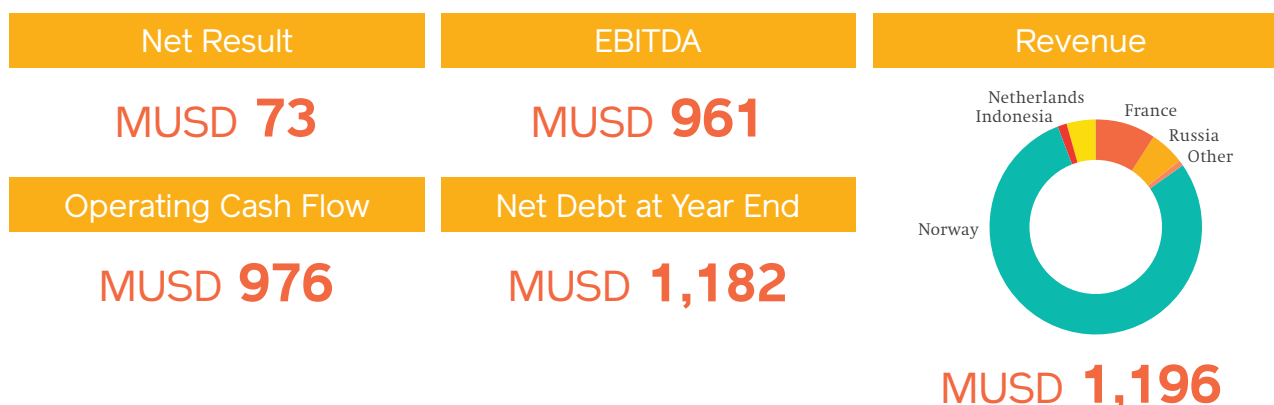 Net Result
MUSD 73
EBITDA
MUSD 961
Revenue
Netherlands
Indonesia
France
Russia
Other
Norway
MUSD 1,196
Operating Cash Flow
MUSD 976
Net Debt at Year End
MUSD 1,182